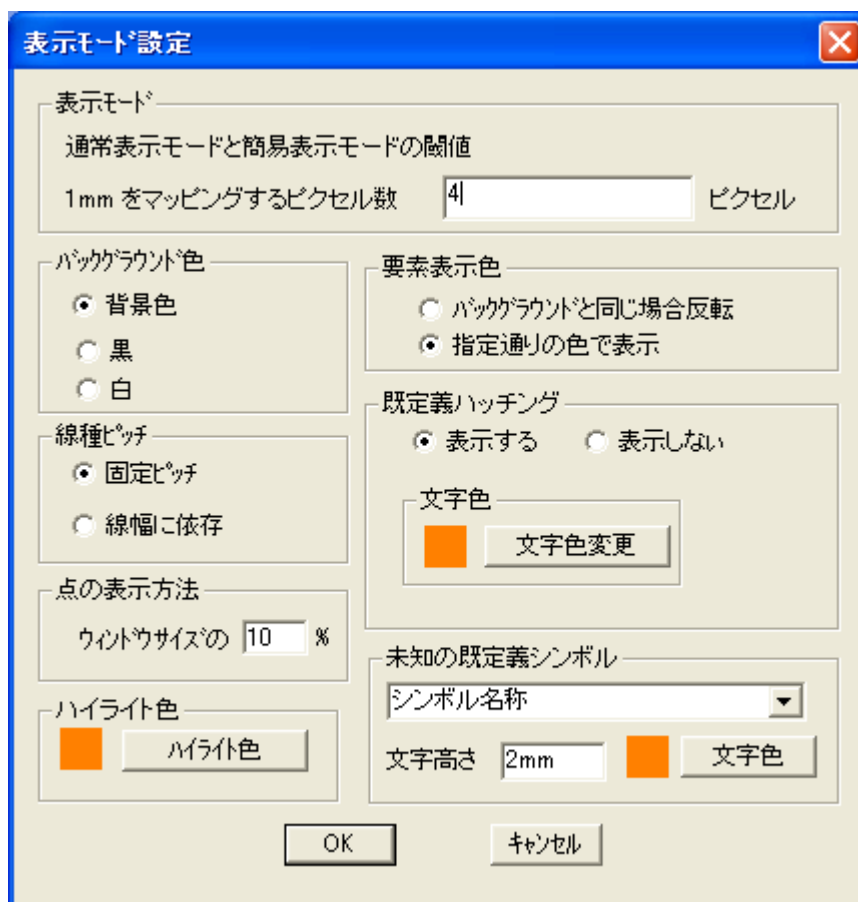 表示ﾓｰﾄﾞ設定
表示ﾓｰﾄﾞ
通常表示モードと簡易表示モードの閾値
1mm をマッピングするピクセル数 4 ピクセル
ﾊﾞｯｸｸﾞﾗｳﾝﾄﾞ色
背景色
黒
白
要素表示色
ﾊﾞｯｸｸﾞﾗｳﾝﾄﾞと同じ場合反転
指定通りの色で表示
線種ﾋﾟｯﾁ
固定ﾋﾟｯﾁ
線幅に依存
既定義ハッチング
表示する 表示しない
文字色
文字色変更
点の表示方法
ｳｨﾝﾄﾞｳｻｲｽﾞの 10 %
ハイライト色
ﾊｲﾗｲﾄ色
未知の既定義シンボル
シンボル名称
文字高さ 2mm 文字色
OK ｷｬﾝｾﾙ